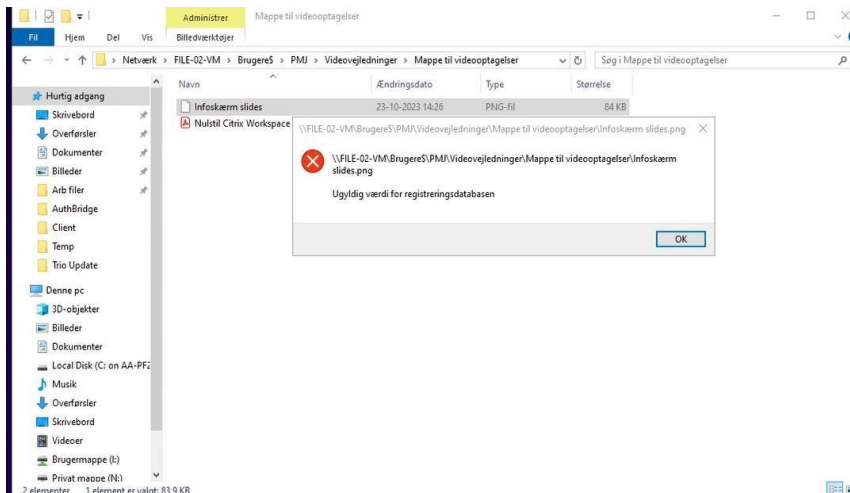 Administrer
Mappe til videooptagelser
Fil
Hjem
Del
Vis
Billedværktøjer
Netværk > FILE-02-VM > Brugere$ > PMJ > Videovejledninger > Mappe til videooptagelser
Søg i Mappe til videooptagelser
Navn
Ændringsdato
Type
Størrelse
Hurtig adgang
Skrivebord
Overførsler
Dokumenter
Billeder
Arb filer
AuthBridge
Client
Temp
Trio Update
Denne pc
3D-objekter
Billeder
Dokumenter
Local Disk (C: on AA-PF2
Musik
Overførsler
Skrivebord
Videoer
Brugermappe (I:)
Privat mappe (N:)
Infoskærm slides
23-10-2023 14:26
PNG-fil
84 KB
Nulstil Citrix Workspace
\\FILE-02-VM\Brugere$\PMJ\Videovejledninger\Mappe til videooptagelser\Infoskærm slides.png
\\FILE-02-VM\Brugere$\PMJ\Videovejledninger\Mappe til videooptagelser\Infoskærm
slides.png
Ugyldig værdi for registreringsdatabasen
OK
2 elementer
1 element er valgt: 83,9 KB